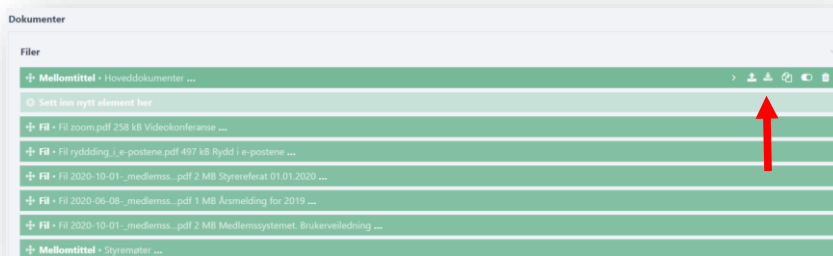 Dokumenter
Filer
Mellomtittel • Hoveddokumenter ...
Sett inn nytt element her
Fil • Fil zoom.pdf 258 kB Videokonferanse ...
Fil • Fil ryddding_i_e-postene.pdf 497 kB Rydd i e-postene ...
Fil • Fil 2020-10-01-_medlemss...pdf 2 MB Styrereferat 01.01.2020 ...
Fil • Fil 2020-06-08-_medlemss...pdf 1 MB Årsmelding for 2019 ...
Fil • Fil 2020-10-01-_medlemss...pdf 2 MB Medlemssystemet. Brukerveiledning ...
Mellomtittel • Styremøter ...